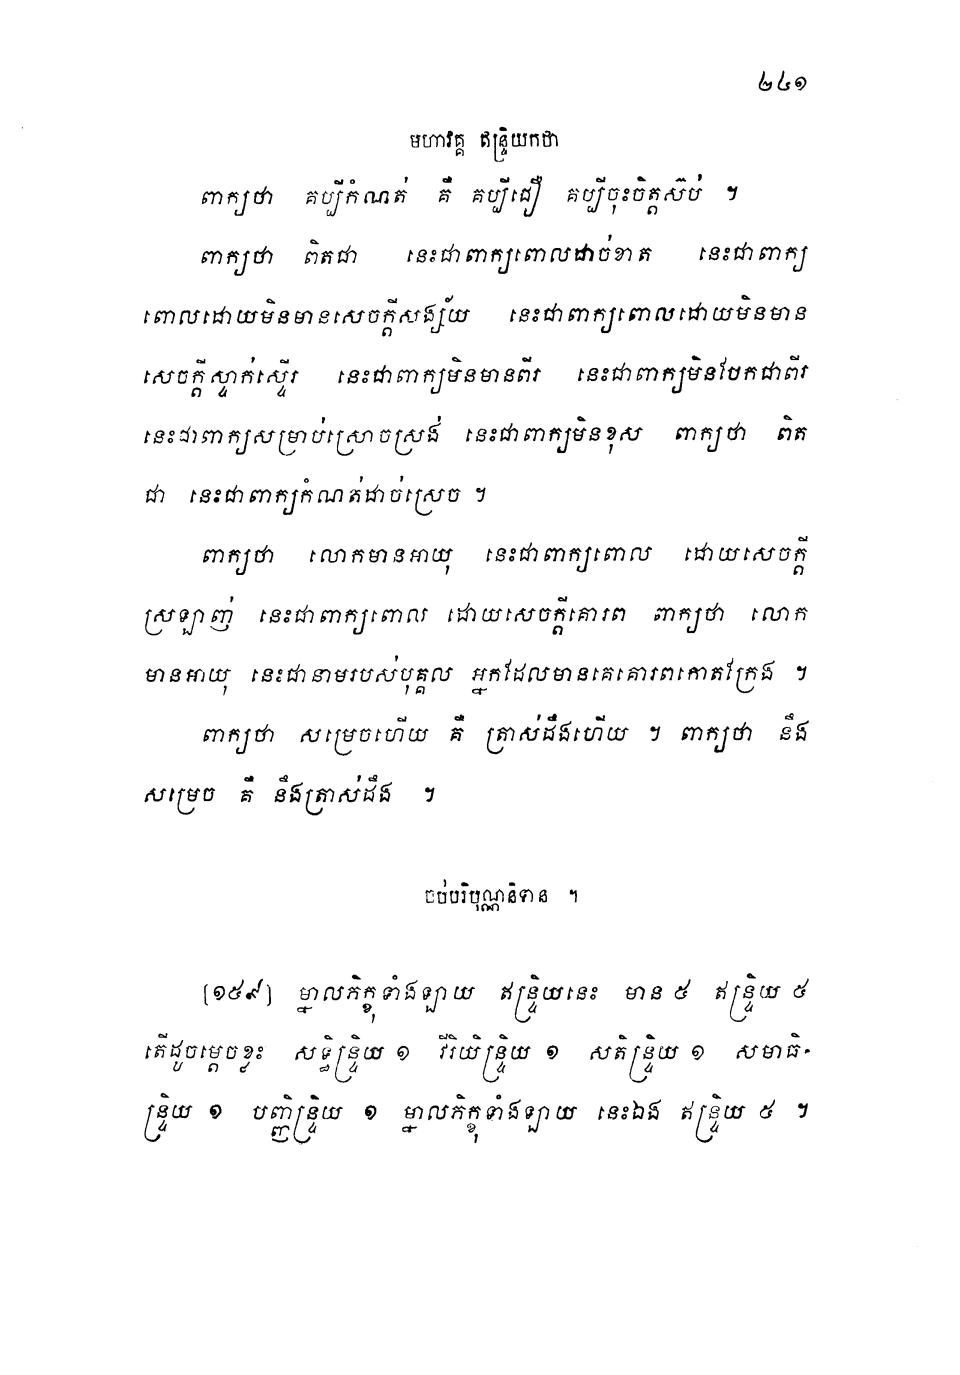 ២៤១
មហាវគ្គ ឥន្ទ្រិយកថា
ពាក្យថា គប្បីកំណត់ គឺ គប្បីជឿ គប្បីចុះចិត្តស៊ប់ ។
ពាក្យថា ពិតជា នេះជាពាក្យពោលដាច់ខាត នេះជាពាក្យ
ពោលដោយមិនមានសេចក្តីសង្ស័យ នេះជាពាក្យពោលដោយមិនមាន
សេចក្តីស្ទាក់ស្ទើរ នេះជាពាក្យមិនមានពីរ នេះជាពាក្យមិនបែកជាពីរ
នេះជាពាក្យសម្រាប់ស្រោចស្រង់ នេះជាពាក្យមិនខុស ពាក្យថា ពិត
ជា នេះជាពាក្យកំណត់ដាច់ស្រេច ។
ពាក្យថា លោកមានអាយុ នេះជាពាក្យពោល ដោយសេចក្តី
ស្រឡាញ់ នេះជាពាក្យពោល ដោយសេចក្តីគោរព ពាក្យថា លោក
មានអាយុ នេះជានាមរបស់បុគ្គល អ្នកដែលមានគេគោរពកោតក្រែង ។
ពាក្យថា សម្រេចហើយ គឺ ត្រាស់ដឹងហើយ ។ ពាក្យថា នឹង
សម្រេច គឺ នឹងត្រាស់ដឹង ។
ចប់បរិបុណ្ណនិទាន ។
(១៥៩) ម្នាលភិក្ខុទាំងឡាយ ឥន្ទ្រិយនេះ មាន ៥ ឥន្ទ្រិយ ៥
តើដូចម្តេចខ្លះ សទ្ធិន្ទ្រិយ ១ វីរិយិន្ទ្រិយ ១ សតិន្ទ្រិយ ១ សមាធិ-
ន្ទ្រិយ ១ បញ្ញិន្ទ្រិយ ១ ម្នាលភិក្ខុទាំងឡាយ នេះឯង ឥន្ទ្រិយ ៥ ។